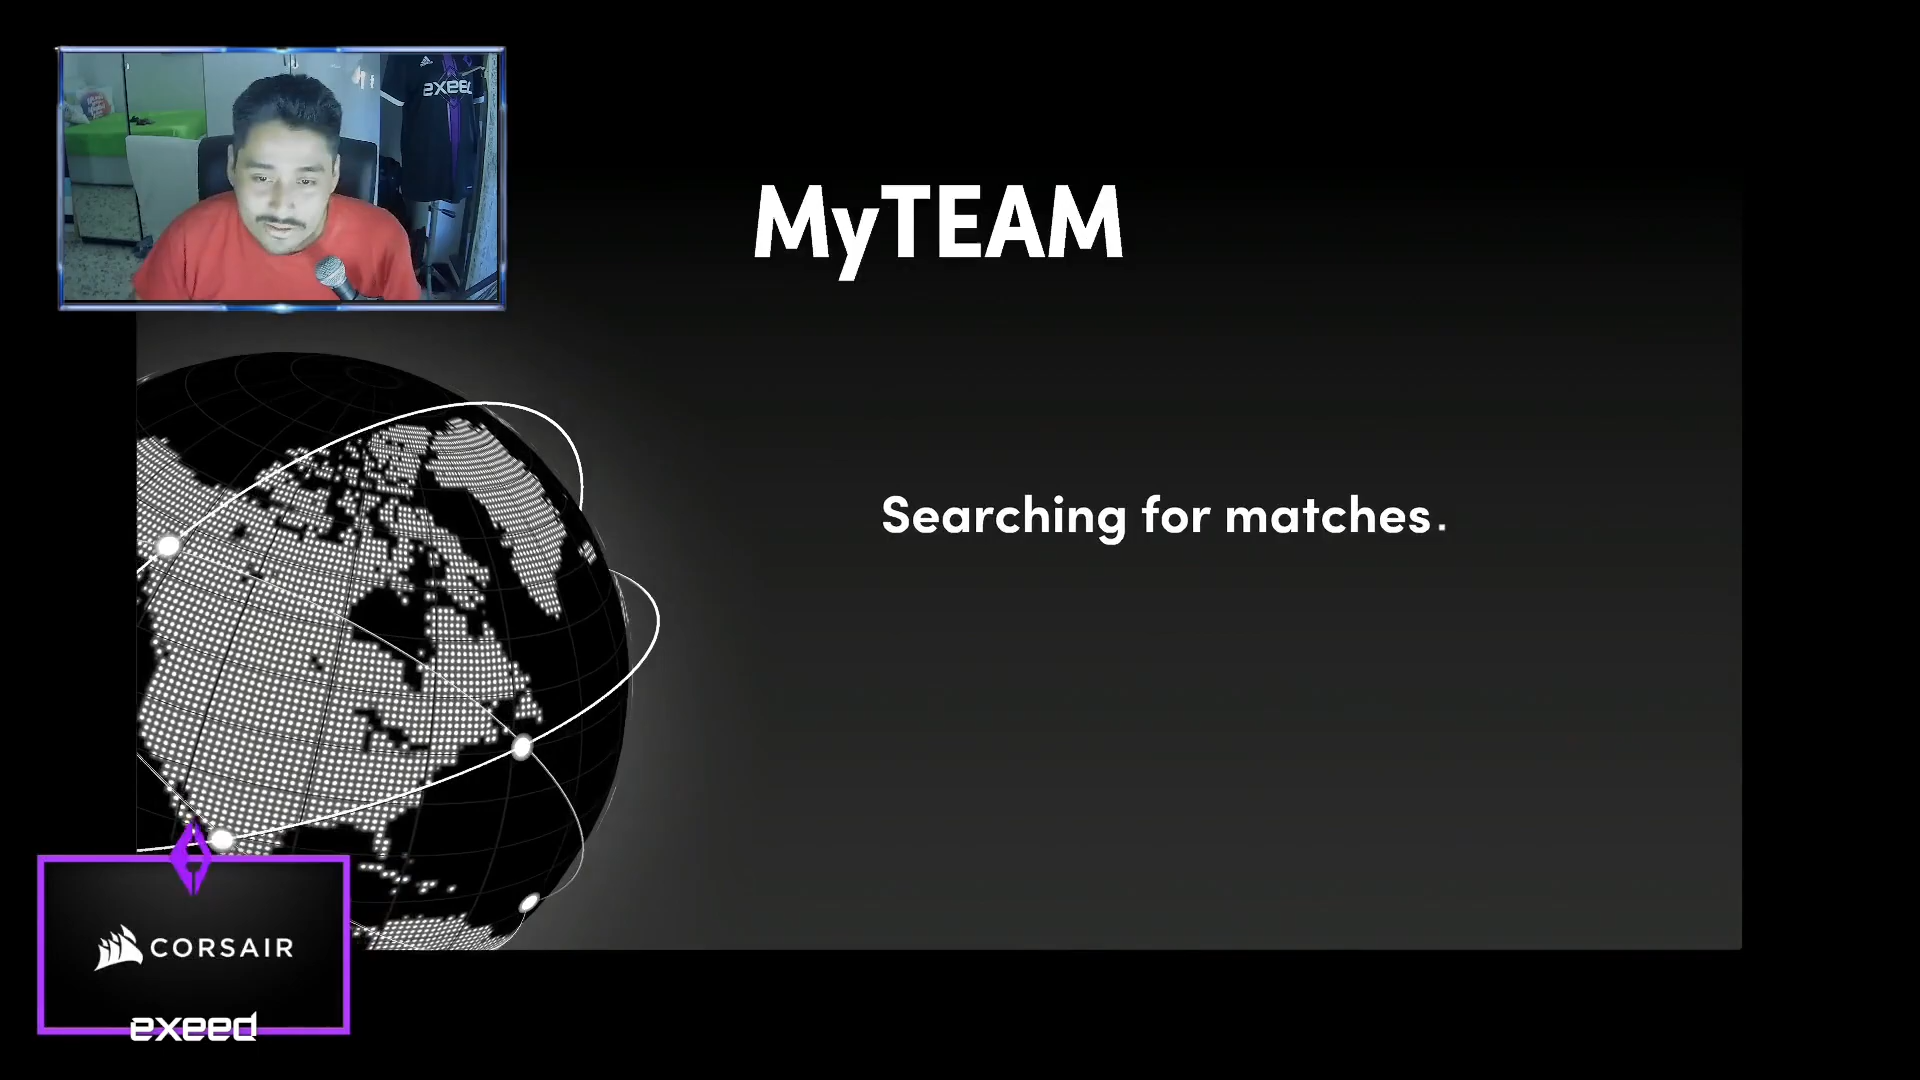 exeed
MyTEAM
Searching for matches.
CORSAIR
exeed